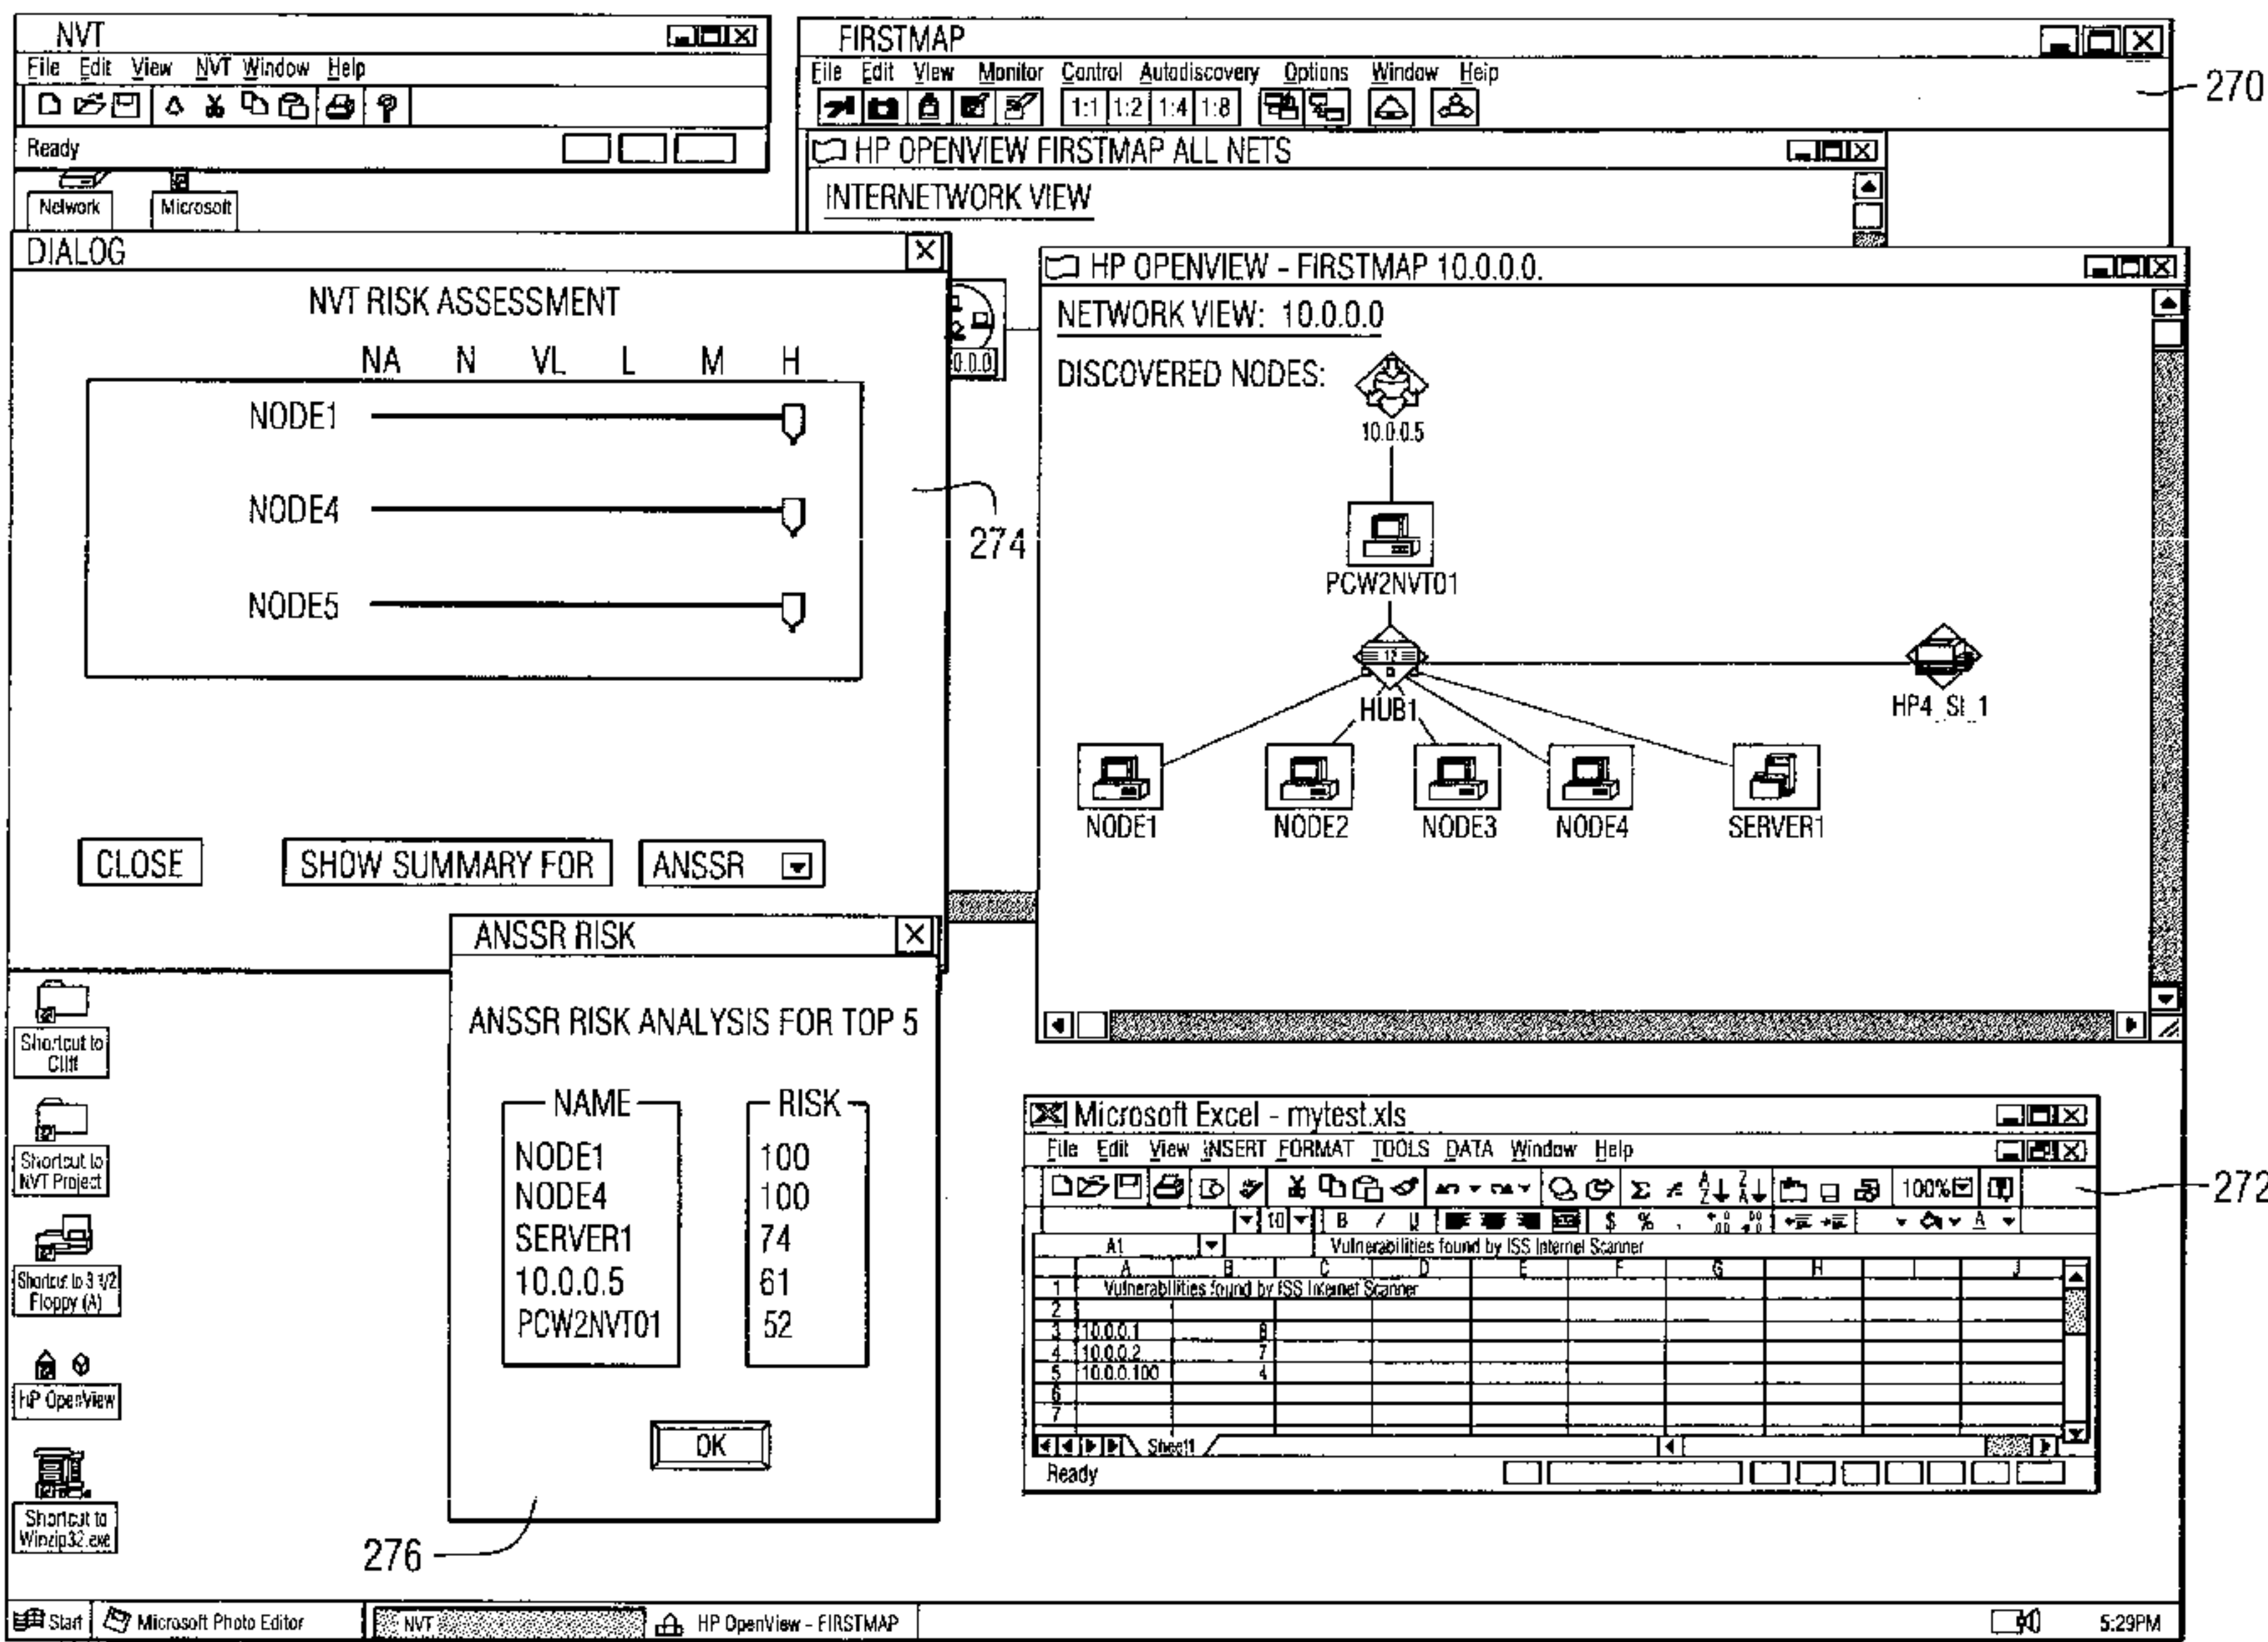 NVT
File Edit View NVT Window Help
Ready
Network Microsoft
FIRSTMAP
File Edit View Monitor Control Autodiscovery Options Window Help
1:1 1:2 1:4 1:8
270
HP OPENVIEW FIRSTMAP ALL NETS
INTERNETWORK VIEW
DIALOG
NVT RISK ASSESSMENT
NA N VL L M H
NODE1
NODE4
NODE5
274
CLOSE SHOW SUMMARY FOR ANSSR
0.0.0
HP OPENVIEW - FIRSTMAP 10.0.0.0.
NETWORK VIEW: 10.0.0.0
DISCOVERED NODES:
10.0.0.5
PCW2NVT01
HUB1
HP4_SI_1
NODE1 NODE2 NODE3 NODE4 SERVER1
ANSSR RISK
ANSSR RISK ANALYSIS FOR TOP 5
NAME RISK
NODE1 100
NODE4 100
SERVER1 74
10.0.0.5 61
PCW2NVT01 52
OK
276
Shortcut to
Shortcut to
NVT Project
Shortcut to 3 1/2
Floppy (A)
HP OpenView
Shortcut to
Winzip32.exe
Microsoft Excel - mytest.xls
File Edit View INSERT FORMAT TOOLS DATA Window Help
100%
272
10 B I U $ % ,
A1 Vulnerabilities found by ISS Internet Scanner
A B C D E F G H I J
1 Vulnerabilities found by ISS Internet Scanner
2
3 10.0.0.1 8
4 10.0.0.2 7
5 10.0.0.100 4
6
7
Sheet1
Ready
Start Microsoft Photo Editor NVT HP OpenView - FIRSTMAP 5:29PM